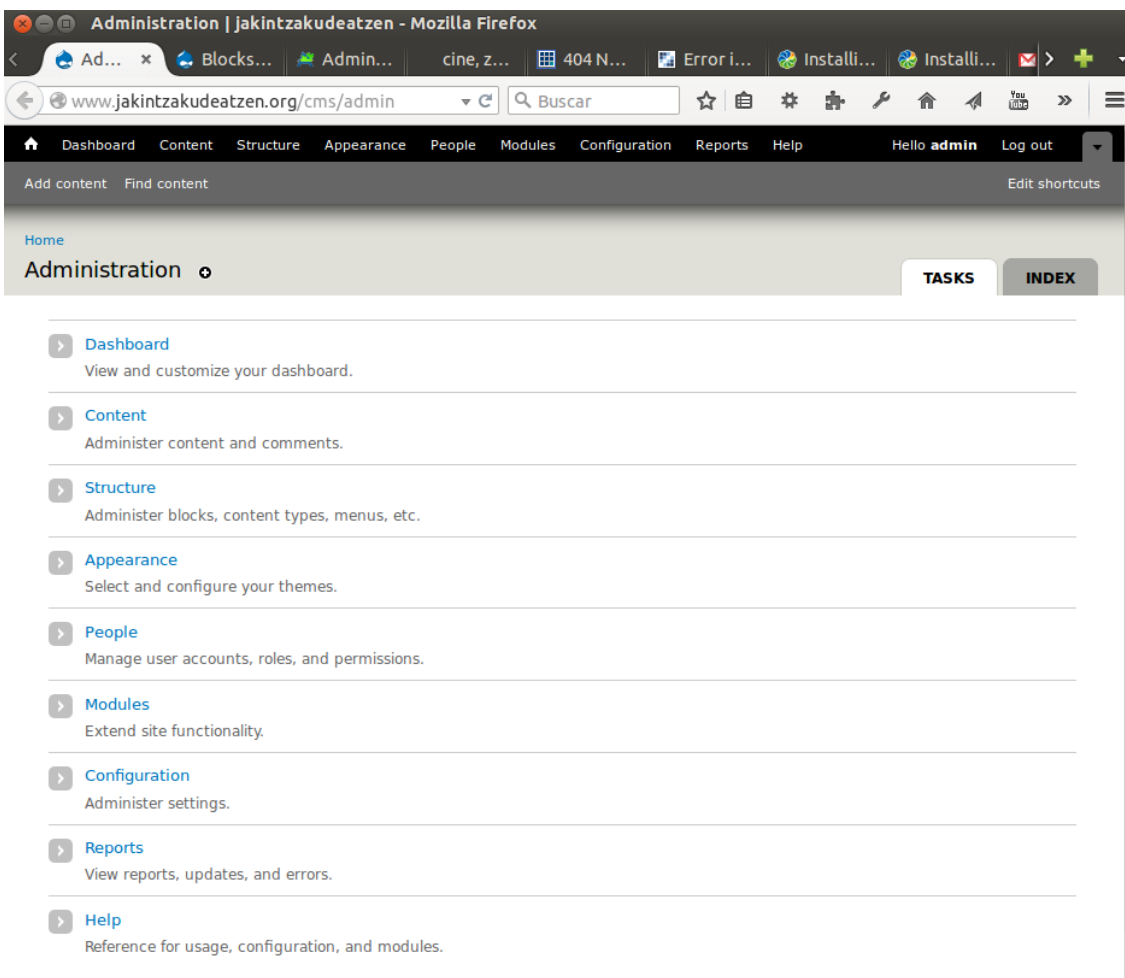 Administration | jakintzakudeatzen - Mozilla Firefox
Ad... Blocks... Admin... cine, z... 404 N... Error i... Installi... Installi...
www.jakintzakudeatzen.org/cms/admin Buscar You Tube
Dashboard Content Structure Appearance People Modules Configuration Reports Help Hello admin Log out
Add content Find content Edit shortcuts
Home
Administration TASKS INDEX
Dashboard
View and customize your dashboard.
Content
Administer content and comments.
Structure
Administer blocks, content types, menus, etc.
Appearance
Select and configure your themes.
People
Manage user accounts, roles, and permissions.
Modules
Extend site functionality.
Configuration
Administer settings.
Reports
View reports, updates, and errors.
Help
Reference for usage, configuration, and modules.